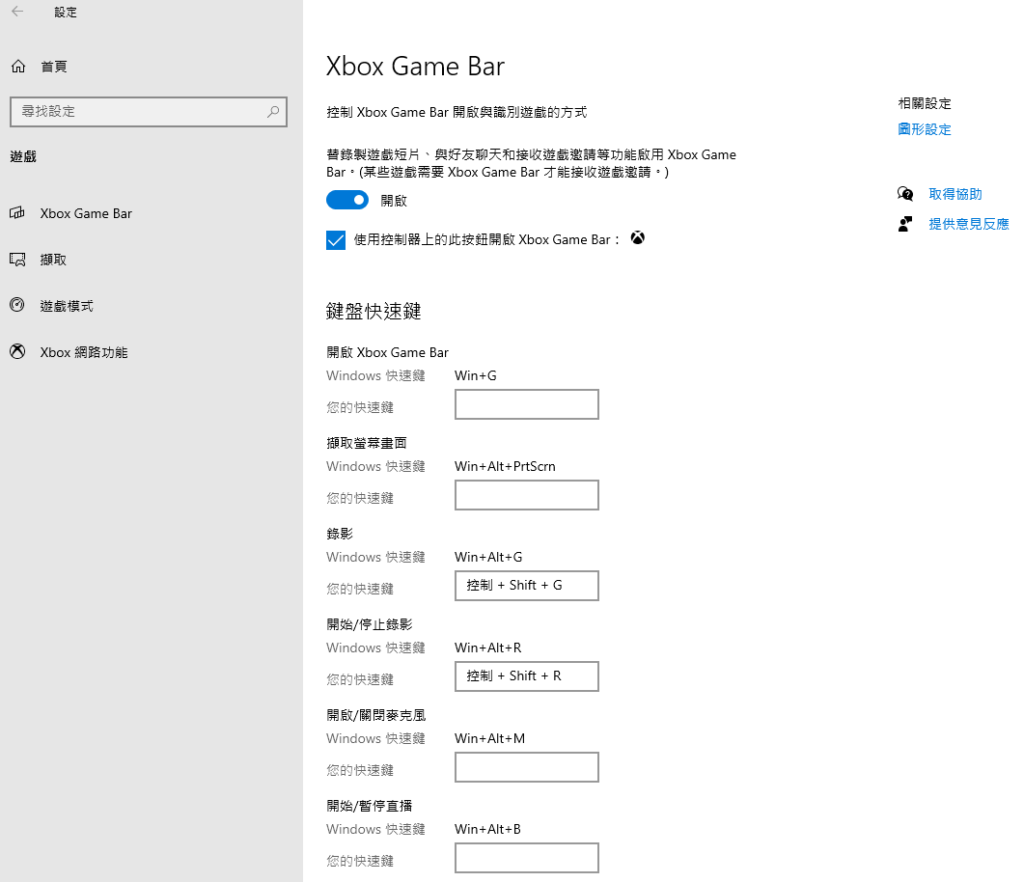 設定
首頁
尋找設定
遊戲
Xbox Game Bar
擷取
遊戲模式
Xbox 網路功能
Xbox Game Bar
控制 Xbox Game Bar 開啟與識別遊戲的方式
替錄製遊戲短片、與好友聊天和接收遊戲邀請等功能啟用 Xbox Game
Bar。(某些遊戲需要 Xbox Game Bar 才能接收遊戲邀請。)
開啟
使用控制器上的此按鈕開啟 Xbox Game Bar：
鍵盤快速鍵
開啟 Xbox Game Bar
Windows 快速鍵 Win+G
您的快速鍵
擷取螢幕畫面
Windows 快速鍵 Win+Alt+PrtScrn
您的快速鍵
錄影
Windows 快速鍵 Win+Alt+G
您的快速鍵 控制 + Shift + G
開始/停止錄影
Windows 快速鍵 Win+Alt+R
您的快速鍵 控制 + Shift + R
開啟/關閉麥克風
Windows 快速鍵 Win+Alt+M
您的快速鍵
開始/暫停直播
Windows 快速鍵 Win+Alt+B
您的快速鍵
相關設定
圖形設定
取得協助
提供意見反應